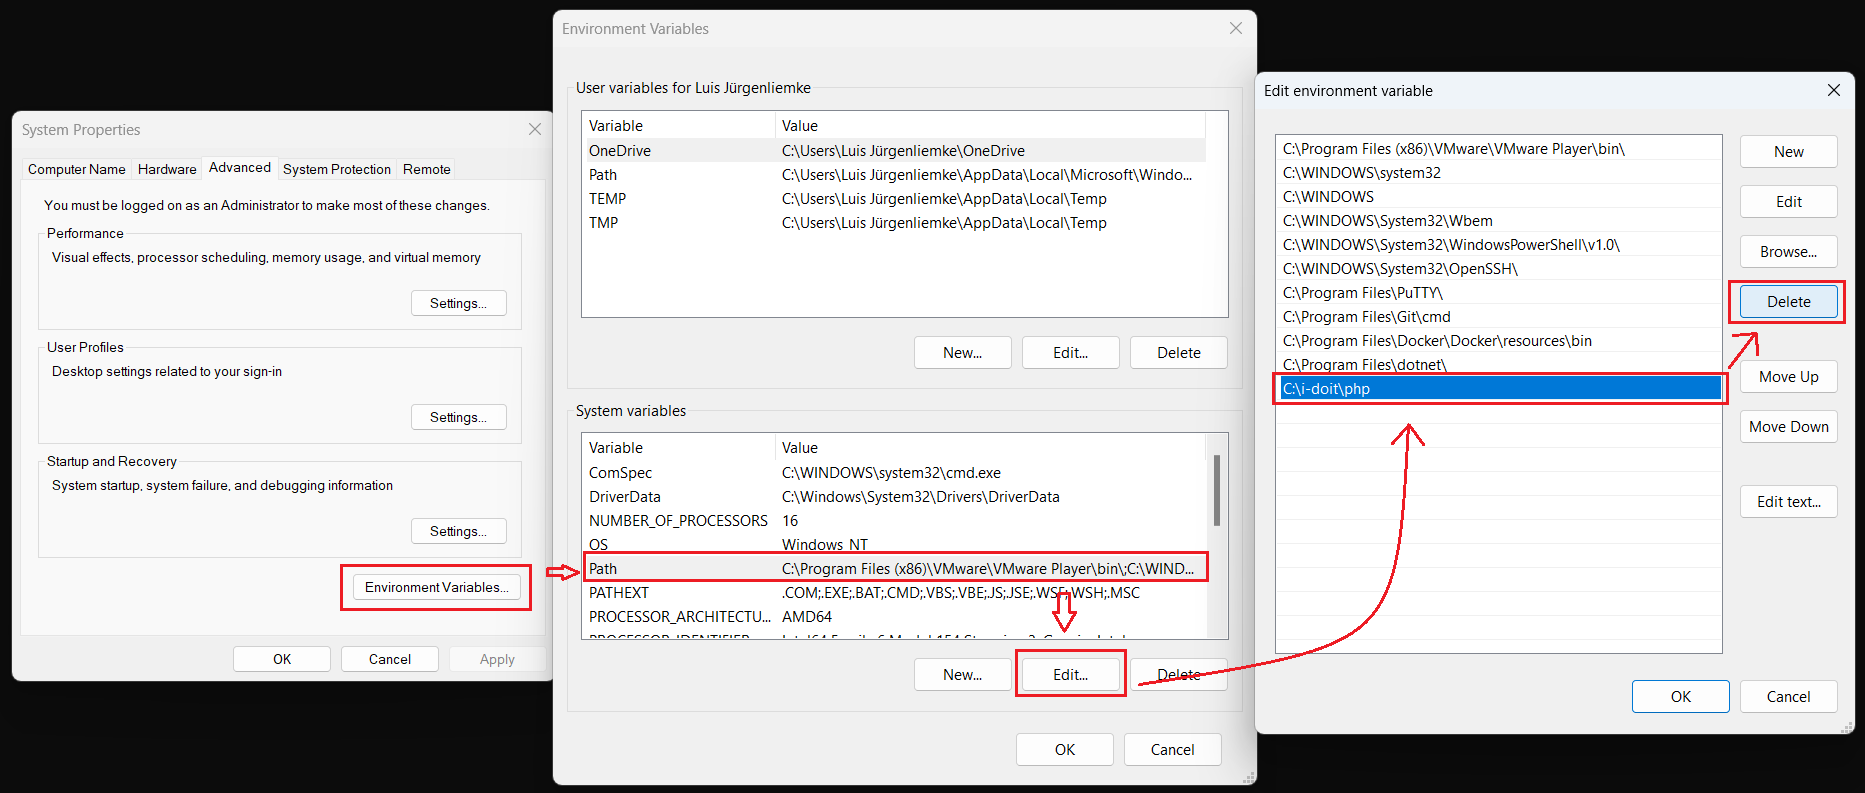 System Properties
Computer Name Hardware Advanced System Protection Remote
You must be logged on as an Administrator to make most of these changes.
Performance
Visual effects, processor scheduling, memory usage, and virtual memory
Settings...
User Profiles
Desktop settings related to your sign-in
Settings...
Startup and Recovery
System startup, system failure, and debugging information
Settings...
Environment Variables...
OK Cancel Apply
Environment Variables
User variables for Luis Jürgenliemke
Variable Value
OneDrive C:\Users\Luis Jürgenliemke\OneDrive
Path C:\Users\Luis Jürgenliemke\AppData\Local\Microsoft\Windo...
TEMP C:\Users\Luis Jürgenliemke\AppData\Local\Temp
TMP C:\Users\Luis Jürgenliemke\AppData\Local\Temp
New... Edit... Delete
System variables
Variable Value
ComSpec C:\WINDOWS\system32\cmd.exe
DriverData C:\Windows\System32\Drivers\DriverData
NUMBER_OF_PROCESSORS 16
OS Windows_NT
Path C:\Program Files (x86)\VMware\VMware Player\bin\;C:\WIND...
PATHEXT .COM;.EXE;.BAT;.CMD;.VBS;.VBE;.JS;.JSE;.WSF;.WSH;.MSC
PROCESSOR_ARCHITECTU... AMD64
PROCESSOR_IDENTIFIER
New... Edit... Delete
OK Cancel
Edit environment variable
C:\Program Files (x86)\VMware\VMware Player\bin\
C:\WINDOWS\system32
C:\WINDOWS
C:\WINDOWS\System32\Wbem
C:\WINDOWS\System32\WindowsPowerShell\v1.0\
C:\WINDOWS\System32\OpenSSH\
C:\Program Files\PuTTY\
C:\Program Files\Git\cmd
C:\Program Files\Docker\Docker\resources\bin
C:\Program Files\dotnet\
C:\i-doit\php
New
Edit
Browse...
Delete
Move Up
Move Down
Edit text...
OK Cancel